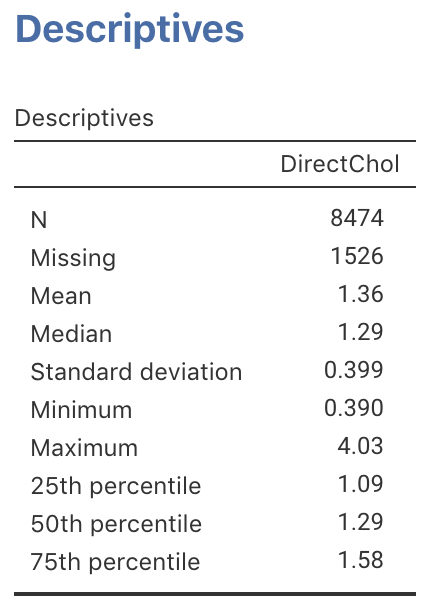 Descriptives
Descriptives
DirectChol
N 8474
Missing 1526
Mean 1.36
Median 1.29
Standard deviation 0.399
Minimum 0.390
Maximum 4.03
25th percentile 1.09
50th percentile 1.29
75th percentile 1.58